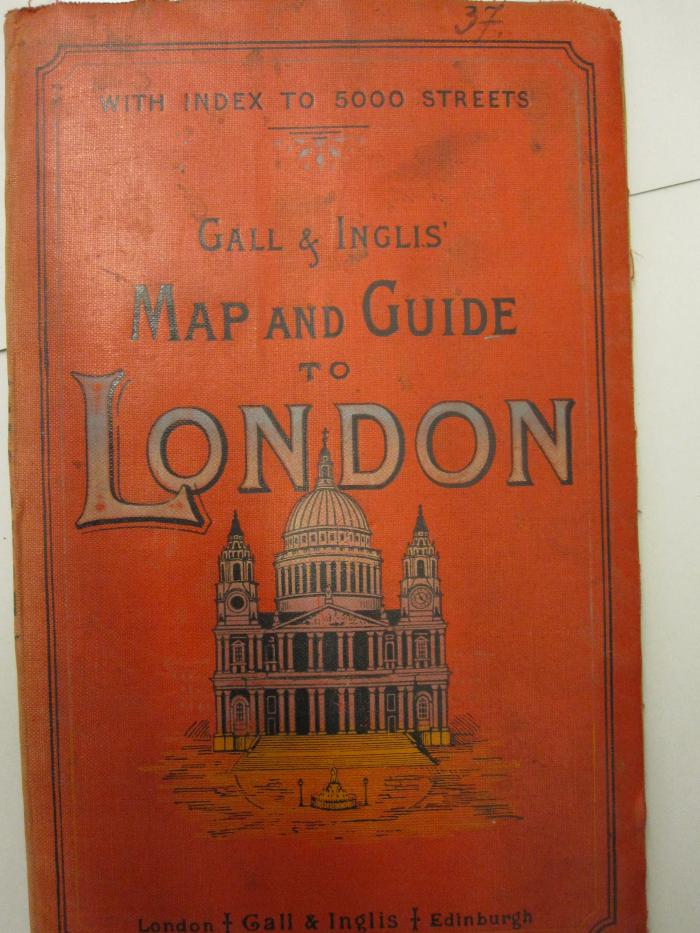 37
WITH INDEX TO 5000 STREETS
GALL & INGLIS'
MAP AND GUIDE
TO
LONDON
London ‡ Gall & Inglis ‡ Edinburgh